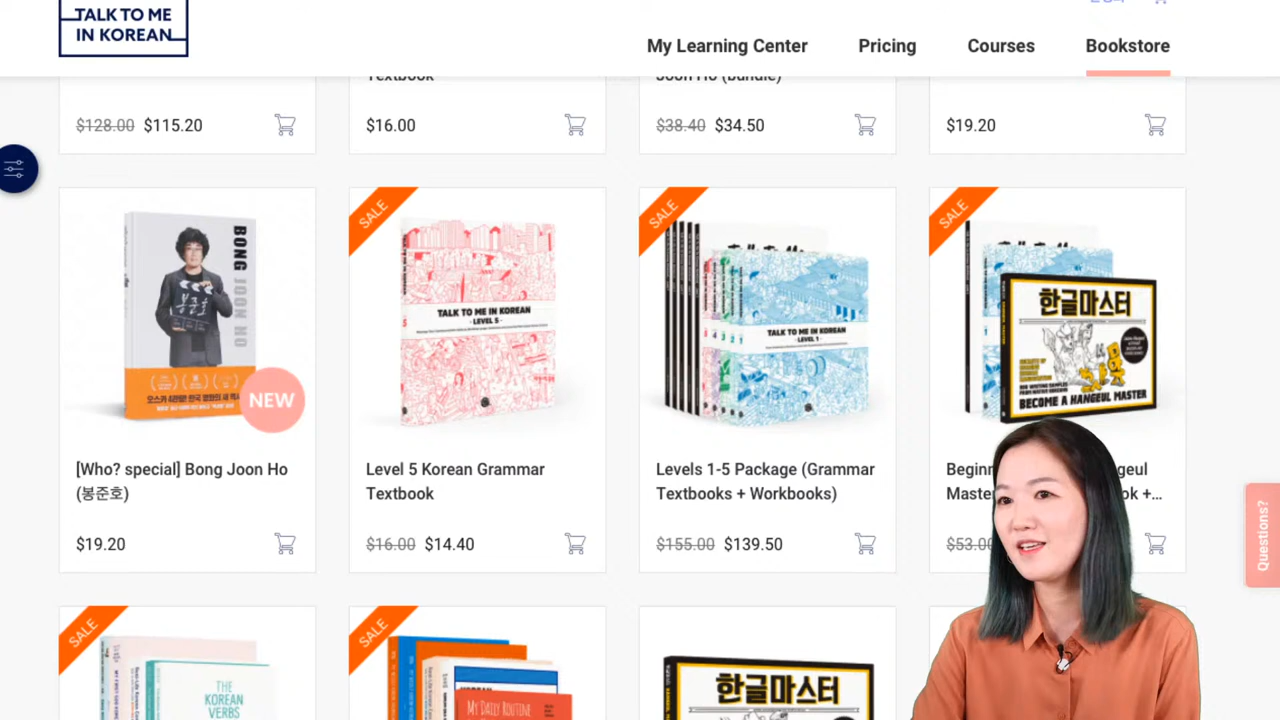 TALK TO ME
IN KOREAN
My Learning Center
Pricing
Courses
Bookstore
Textbook
Joon Ho (Bundle)
$128.00 $115.20
$16.00
$38.40 $34.50
$19.20
BONG JOON HO
봉준호
NEW
[Who? special] Bong Joon Ho
(봉준호)
$19.20
SALE
TALK TO ME IN KOREAN
· LEVEL 5 ·
Level 5 Korean Grammar
Textbook
$16.00 $14.40
SALE
TALK TO ME IN KOREAN
· LEVEL 1 ·
Levels 1-5 Package (Grammar
Textbooks + Workbooks)
$155.00 $139.50
SALE
한글마스터
BECOME A HANGEUL MASTER
$53.00
Questions?
SALE
THE
KOREAN
VERBS
SALE
MY DAILY ROUTINE
한글마스터